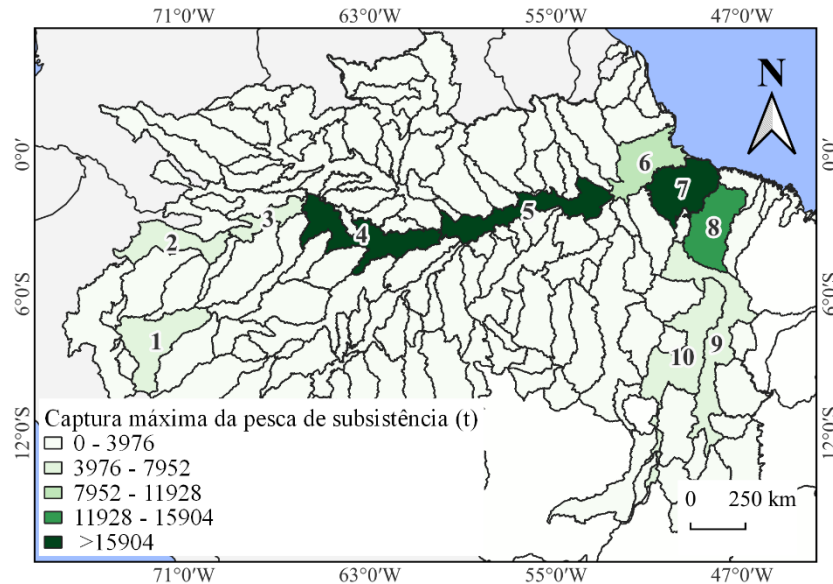 71°0'W 63°0'W 55°0'W 47°0'W
N
0°0' 0°0'
6
7
8
3
5
2
4
6°S 6°S
1
9
10
Captura máxima da pesca de subsistência (t)
0 - 3976
3976 - 7952
7952 - 11928
11928 - 15904
>15904
12°0'S 12°0'S
0 250 km
71°0'W 63°0'W 55°0'W 47°0'W